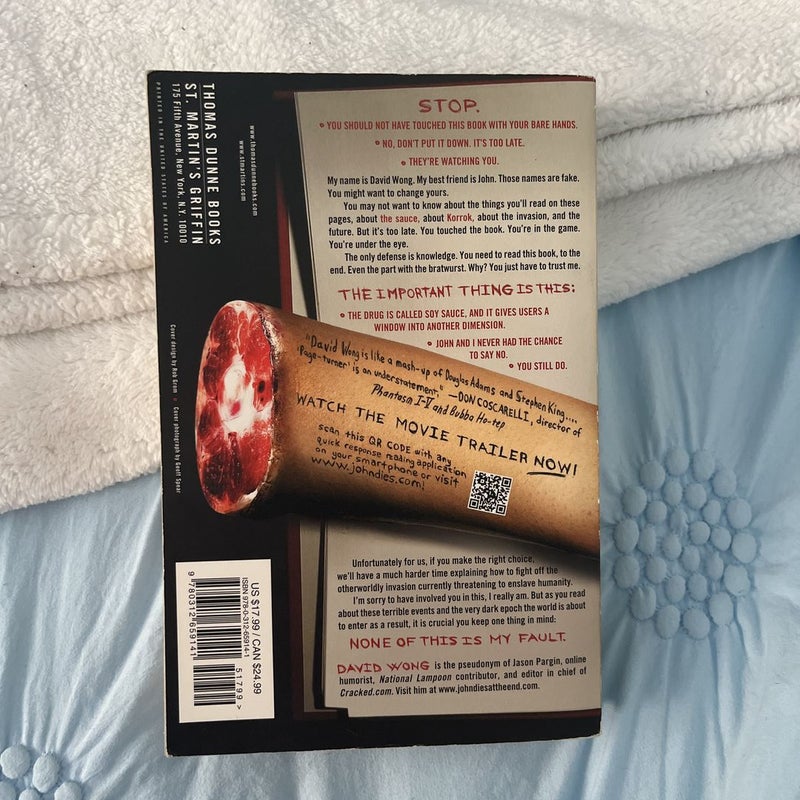 STOP.
• YOU SHOULD NOT HAVE TOUCHED THIS BOOK WITH YOUR BARE HANDS.
• NO, DON'T PUT IT DOWN. IT'S TOO LATE.
• THEY'RE WATCHING YOU.
My name is David Wong. My best friend is John. Those names are fake.
You might want to change yours.
You may not want to know about the things you'll read on these
pages, about the sauce, about Korrok, about the invasion, and the
future. But it's too late. You touched the book. You're in the game.
You're under the eye.
The only defense is knowledge. You need to read this book, to the
end. Even the part with the bratwurst. Why? You just have to trust me.
THE IMPORTANT THING IS THIS:
• THE DRUG IS CALLED SOY SAUCE, AND IT GIVES USERS A
WINDOW INTO ANOTHER DIMENSION.
• JOHN AND I NEVER HAD THE CHANCE
TO SAY NO.
• YOU STILL DO.
"David Wong is like a mash-up of Douglas Adams and Stephen King....
'Page-turner' is an understatement." —DON COSCARELLI, director of
Phantasm I-V and Bubba Ho-tep
WATCH THE MOVIE TRAILER NOW!
scan this QR CODE with any
quick response reading application
on your smartphone or visit
www.johndies.com!
Unfortunately for us, if you make the right choice,
we'll have a much harder time explaining how to fight off the
otherworldly invasion currently threatening to enslave humanity.
I'm sorry to have involved you in this, I really am. But as you read
about these terrible events and the very dark epoch the world is about
to enter as a result, it is crucial you keep one thing in mind:
NONE OF THIS IS MY FAULT.
DAVID WONG is the pseudonym of Jason Pargin, online
humorist, National Lampoon contributor, and editor in chief of
Cracked.com. Visit him at www.johndiesattheend.com.
www.thomasdunnebooks.com
www.stmartins.com
THOMAS DUNNE BOOKS
ST. MARTIN'S GRIFFIN
175 Fifth Avenue, New York, N.Y. 10010
PRINTED IN THE UNITED STATES OF AMERICA
Cover design by Rob Grom • Cover photograph by Geoff Spear
US $17.99 / CAN $24.99
ISBN 978-0-312-65914-1
51799>
9 780312 659141